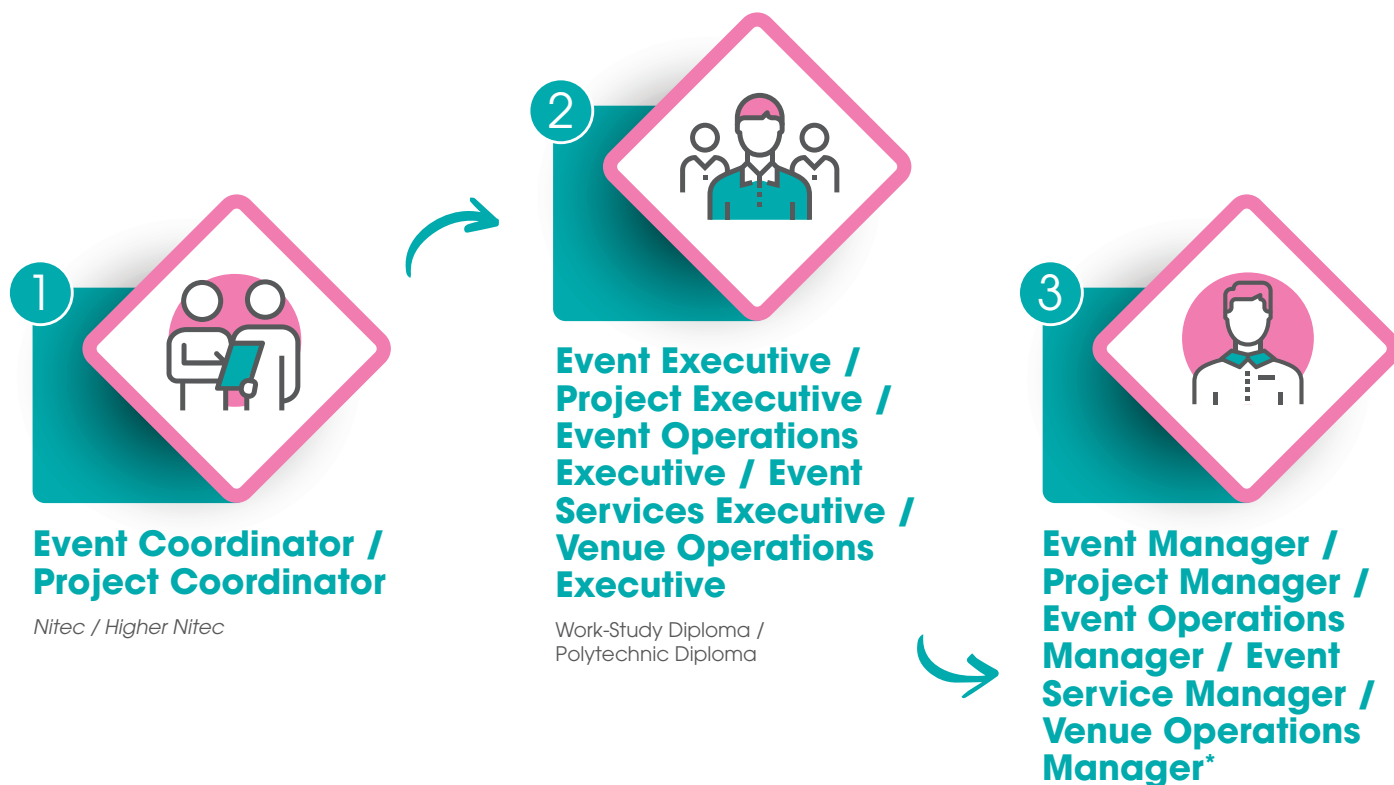 1
Event Coordinator /
Project Coordinator
Nitec / Higher Nitec
2
Event Executive /
Project Executive /
Event Operations
Executive / Event
Services Executive /
Venue Operations
Executive
Work-Study Diploma /
Polytechnic Diploma
3
Event Manager /
Project Manager /
Event Operations
Manager / Event
Service Manager /
Venue Operations
Manager*